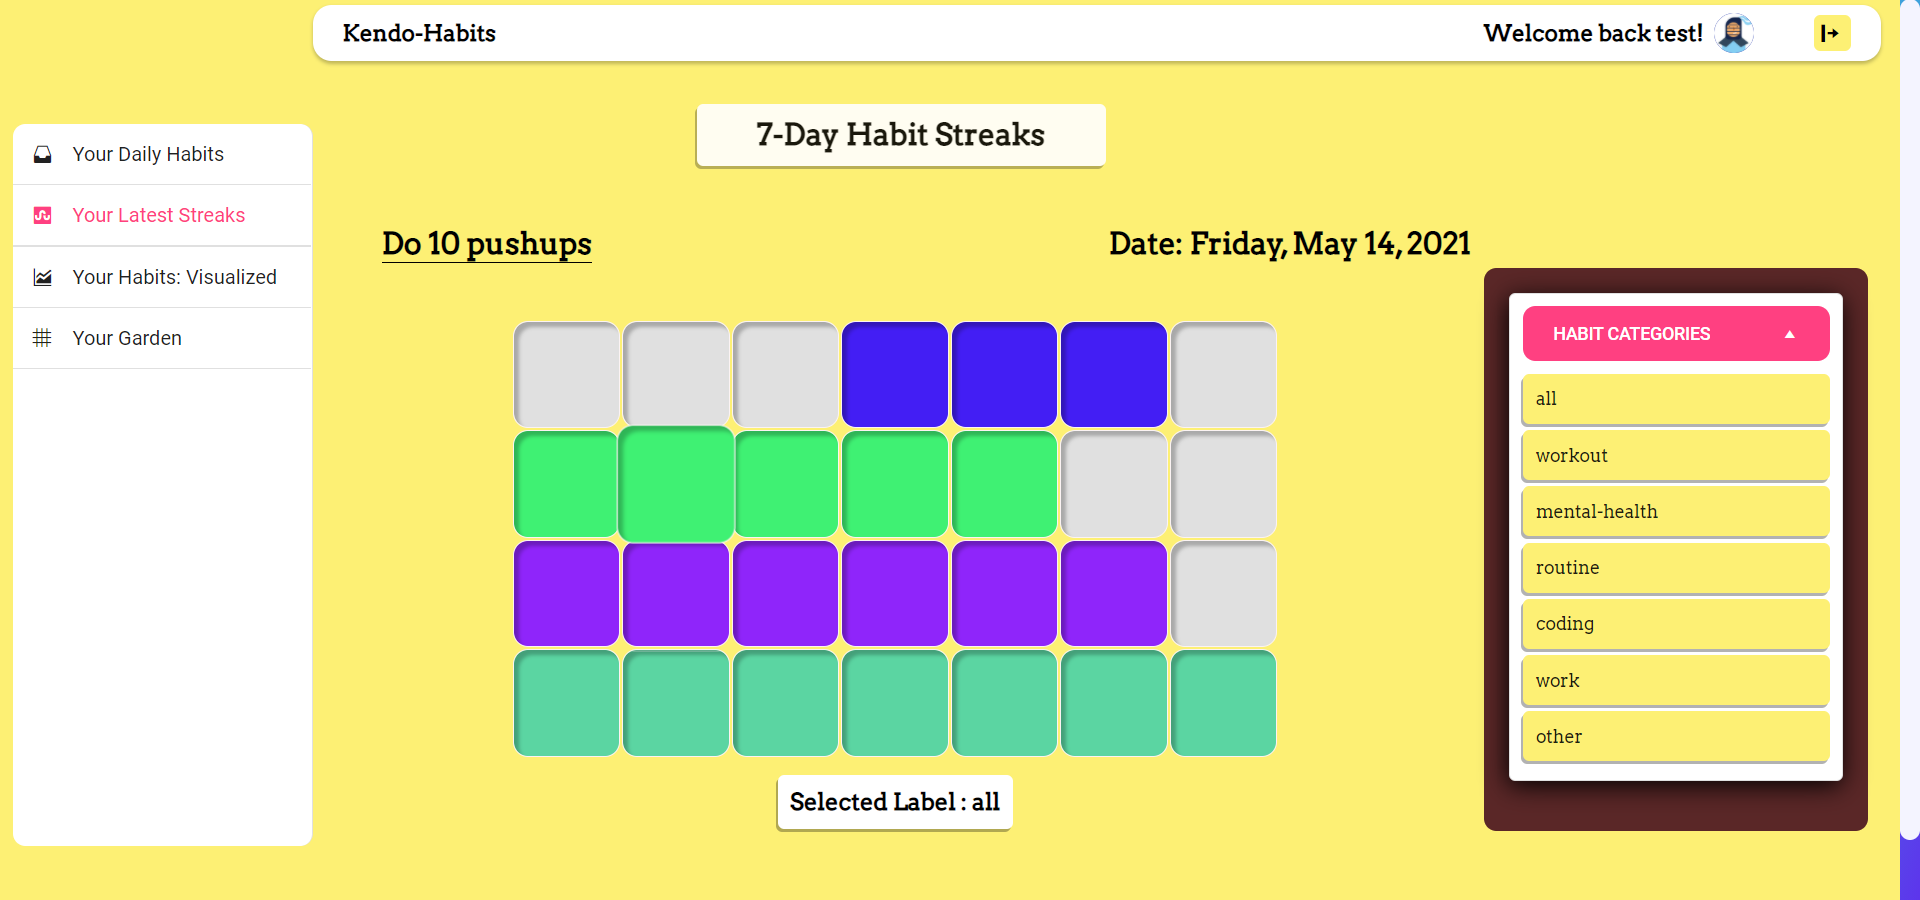 Kendo-Habits
Welcome back test!
7-Day Habit Streaks
Your Daily Habits
Your Latest Streaks
Your Habits: Visualized
Your Garden
Do 10 pushups
Date: Friday, May 14, 2021
HABIT CATEGORIES
all
workout
mental-health
routine
coding
work
other
Selected Label : all